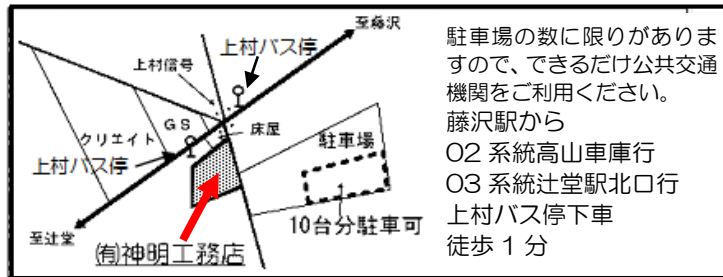 至藤沢
上村バス停
上村信号
GS
クリエイト
床屋
上村バス停
駐車場
1
10台分駐車可
至辻堂
㈲神明工務店
駐車場の数に限りがありま
すので、できるだけ公共交通
機関をご利用ください。
藤沢駅から
02 系統高山車庫行
03 系統辻堂駅北口行
上村バス停下車
徒歩 1 分